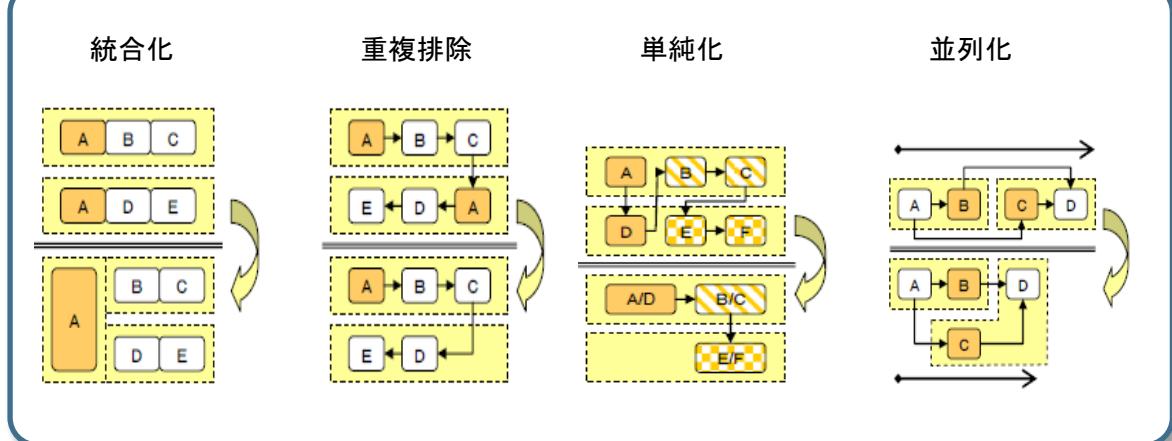 統合化
重複排除
単純化
並列化
A B C
A D E
A
B C
D E
A B C
E D A
A B C
E D
A B C
D E F
A/D B/C
E/F
A B C D
A B D
C